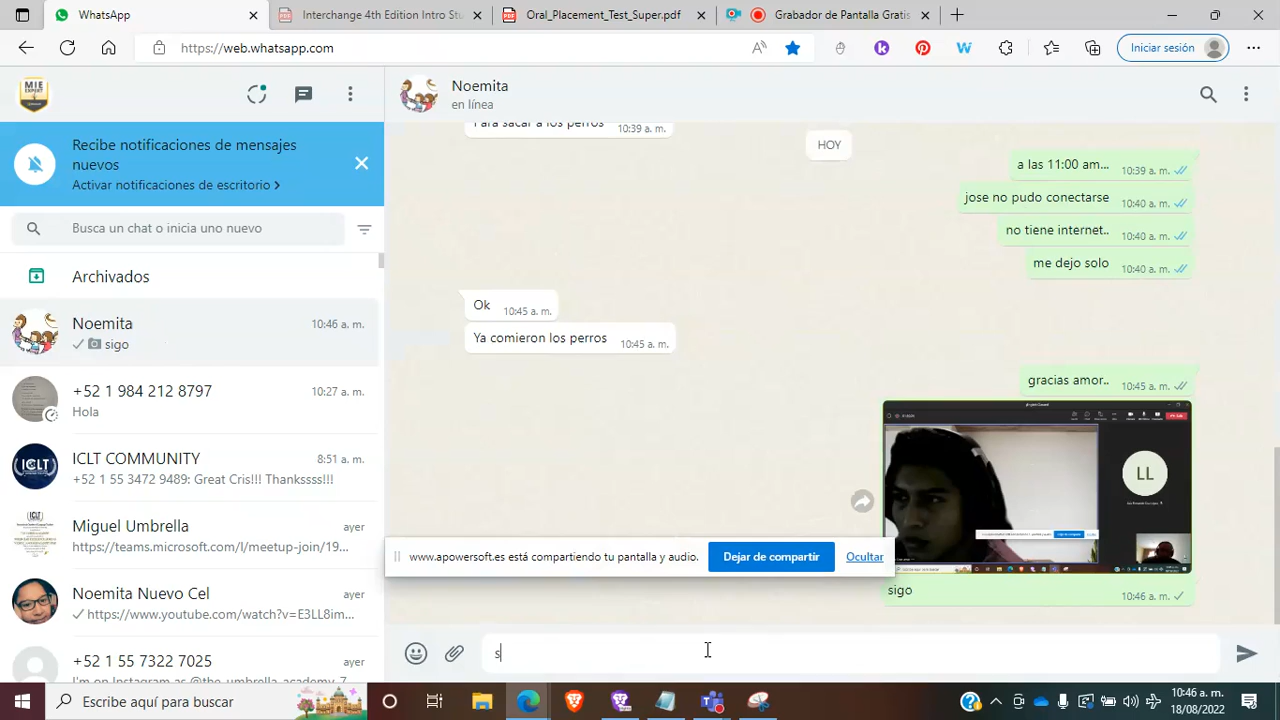 WhatsApp
Interchange 4th Edition Intro Stu
Oral_Placement_Test_Super.pdf
Grabador de Pantalla Gratis
https://web.whatsapp.com
Iniciar sesión
MIE
EXPERT
Noemita
en línea
Recibe notificaciones de mensajes
nuevos
Activar notificaciones de escritorio >
Busca un chat o inicia uno nuevo
Archivados
Noemita 10:46 a. m.
sigo
+52 1 984 212 8797 10:27 a. m.
Hola
ICLT
ICLT COMMUNITY 8:51 a. m.
+52 1 55 3472 9489: Great Cris!!! Thankssss!!
Miguel Umbrella ayer
https://teams.microsoft.com/l/meetup-join/19...
Noemita Nuevo Cel ayer
https://www.youtube.com/watch?v=E3LL8im...
+52 1 55 7322 7025 ayer
I'm on Instagram as @the_umbrella_academy_7
Para sacar a los perros 10:39 a. m.
HOY
a las 11:00 am... 10:39 a. m.
jose no pudo conectarse 10:40 a. m.
no tiene internet.. 10:40 a. m.
me dejo solo 10:40 a. m.
Ok 10:45 a. m.
Ya comieron los perros 10:45 a. m.
gracias amor.. 10:45 a. m.
LL
www.apowersoft.es está compartiendo tu pantalla y audio. Dejar de compartir Ocultar
sigo 10:46 a. m.
s
Escribe aquí para buscar
10:46 a. m.
18/08/2022